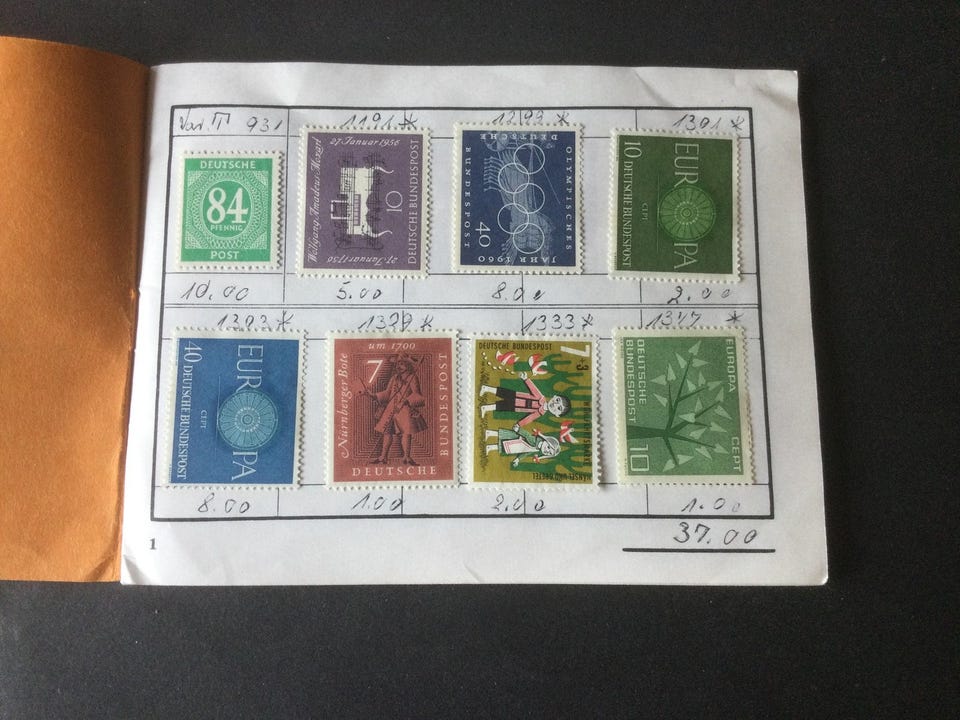 Var. II 931
1191*
1293*
1301*
DEUTSCHE
84
PFENNIG
POST
27. Januar 1956
Wolfgang Amadeus Mozart
10
DEUTSCHE BUNDESPOST
27. Januar 1756
OLYMPISCHES
JAHR 1960
DEUTSCHE
BUNDESPOST
40
EUROPA
10 DEUTSCHE BUNDESPOST
CEPT
10.00
5.00
8.00
2.00
1303*
1329*
1333*
1347 *
EUROPA
40 DEUTSCHE BUNDESPOST
CEPT
um 1700
7
Nürnberger Bote
DEUTSCHE
BUNDESPOST
DEUTSCHE BUNDESPOST
7+3
HÄNSEL UND GRETEL
EUROPA
CEPT
DEUTSCHE
BUNDESPOST
10
8.00
1.00
2.00
1.00
37.00
1